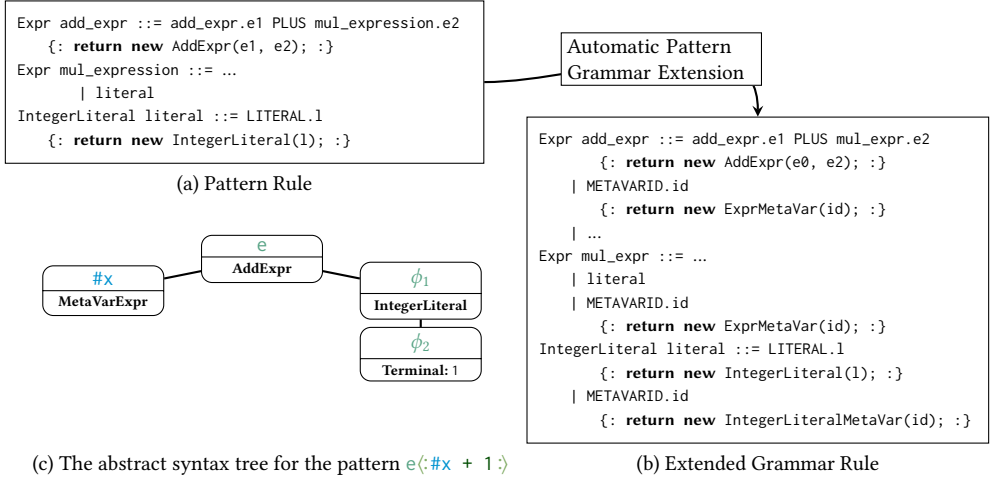 Expr add_expr ::= add_expr.e1 PLUS mul_expression.e2
{: return new AddExpr(e1, e2); :}
Expr mul_expression ::= ...
| literal
IntegerLiteral literal ::= LITERAL.l
{: return new IntegerLiteral(l); :}
(a) Pattern Rule
Automatic Pattern
Grammar Extension
Expr add_expr ::= add_expr.e1 PLUS mul_expr.e2
{: return new AddExpr(e0, e2); :}
| METAVARID.id
{: return new ExprMetaVar(id); :}
| ...
Expr mul_expr ::= ...
| literal
| METAVARID.id
{: return new ExprMetaVar(id); :}
IntegerLiteral literal ::= LITERAL.l
{: return new IntegerLiteral(l); :}
| METAVARID.id
{: return new IntegerLiteralMetaVar(id); :}
(b) Extended Grammar Rule
e
AddExpr
#x
MetaVarExpr
ϕ₁
IntegerLiteral
ϕ₂
Terminal: 1
(c) The abstract syntax tree for the pattern e⟨:#x + 1:⟩